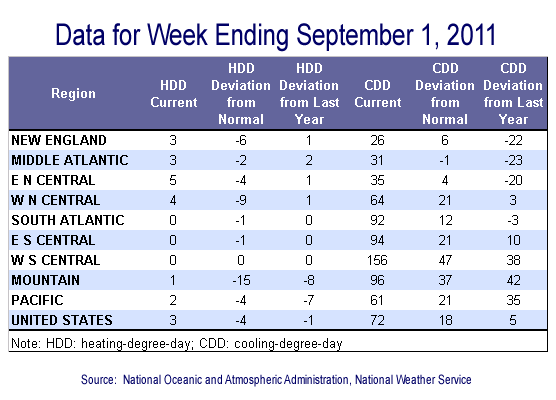 Data for Week Ending September 1, 2011
Region HDD Current HDD Deviation from Normal HDD Deviation from Last Year CDD Current CDD Deviation from Normal CDD Deviation from Last Year
NEW ENGLAND 3 -6 1 26 6 -22
MIDDLE ATLANTIC 3 -2 2 31 -1 -23
E N CENTRAL 5 -4 1 35 4 -20
W N CENTRAL 4 -9 1 64 21 3
SOUTH ATLANTIC 0 -1 0 92 12 -3
E S CENTRAL 0 -1 0 94 21 10
W S CENTRAL 0 0 0 156 47 38
MOUNTAIN 1 -15 -8 96 37 42
PACIFIC 2 -4 -7 61 21 35
UNITED STATES 3 -4 -1 72 18 5
Note: HDD: heating-degree-day; CDD: cooling-degree-day
Source: National Oceanic and Atmospheric Administration, National Weather Service